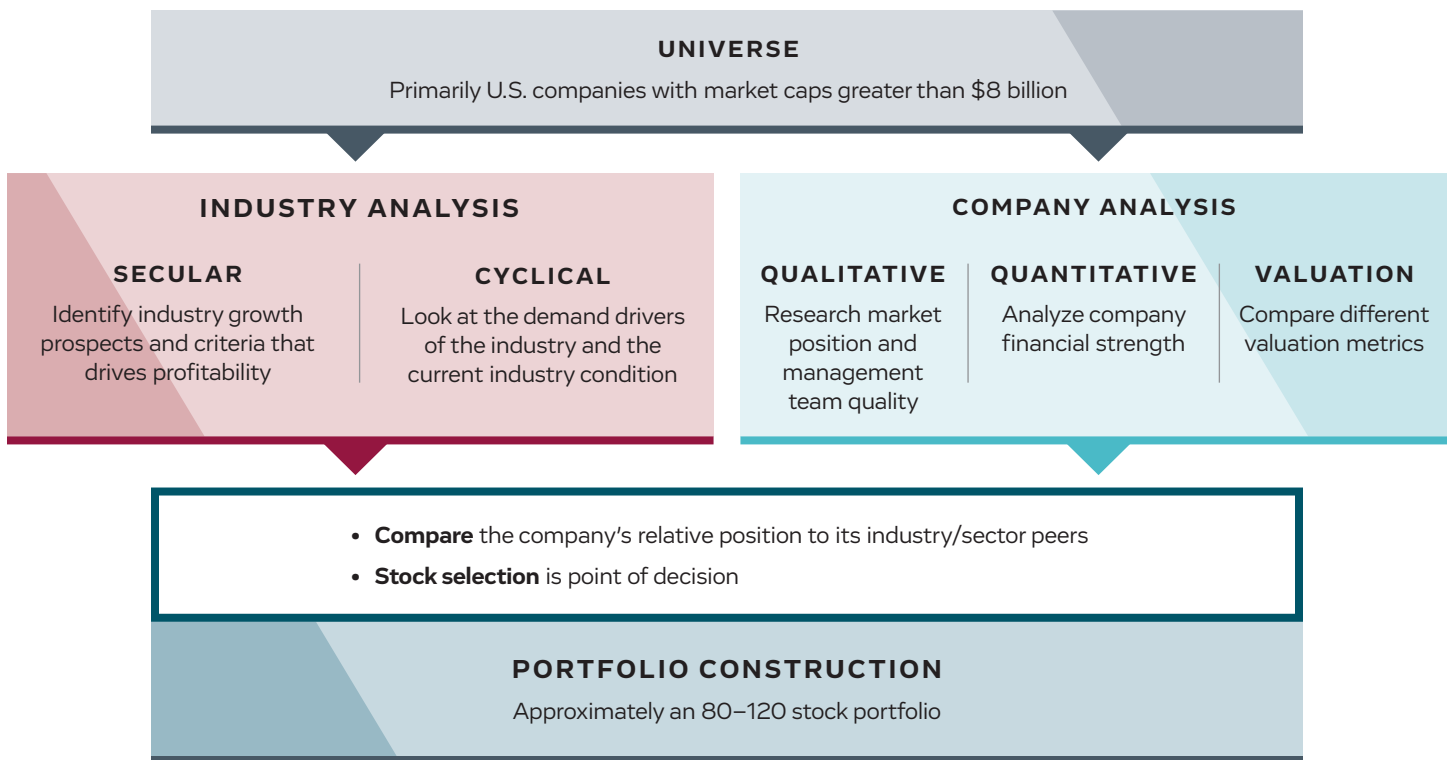 UNIVERSE
Primarily U.S. companies with market caps greater than $8 billion
INDUSTRY ANALYSIS
SECULAR
Identify industry growth
prospects and criteria that
drives profitability
CYCLICAL
Look at the demand drivers
of the industry and the
current industry condition
COMPANY ANALYSIS
QUALITATIVE
Research market
position and
management
team quality
QUANTITATIVE
Analyze company
financial strength
VALUATION
Compare different
valuation metrics
• Compare the company's relative position to its industry/sector peers
• Stock selection is point of decision
PORTFOLIO CONSTRUCTION
Approximately an 80–120 stock portfolio